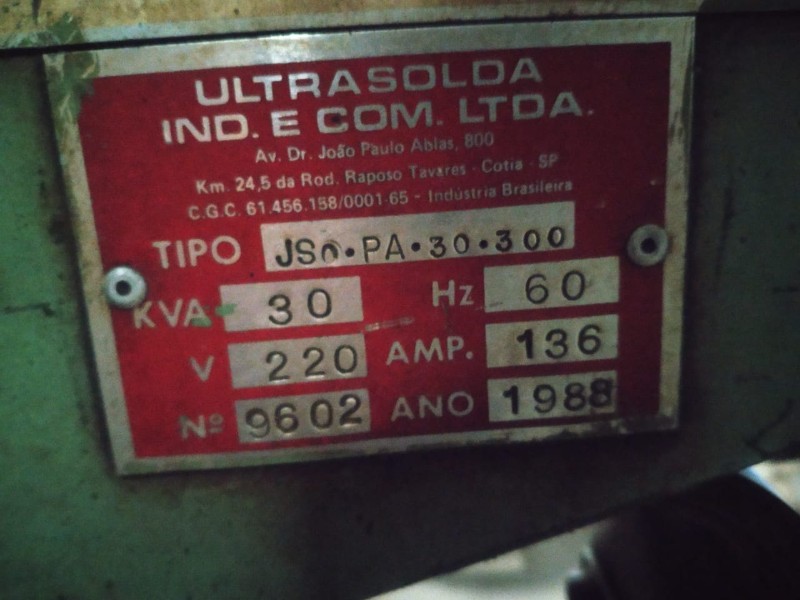 ULTRASOLDA
IND. E COM. LTDA.
Av. Dr. João Paulo Ablas, 800
Km. 24,5 da Rod. Raposo Tavares - Cotia - SP
C.G.C. 61.456.158/0001-65 - Indústria Brasileira
TIPO JSO•PA•30•300
KVA 30 Hz 60
V 220 AMP. 136
Nº 9602 ANO 1988